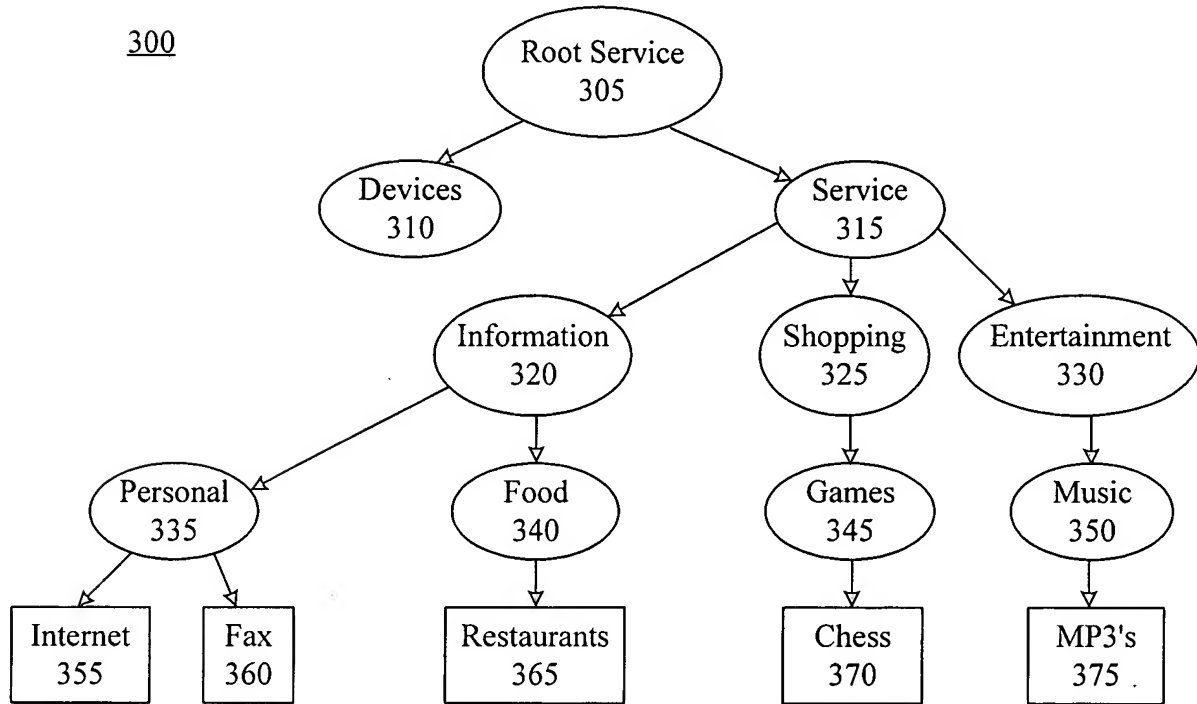 300
Root Service
305
Devices
310
Service
315
Information
320
Shopping
325
Entertainment
330
Personal
335
Food
340
Games
345
Music
350
Internet
355
Fax
360
Restaurants
365
Chess
370
MP3's
375